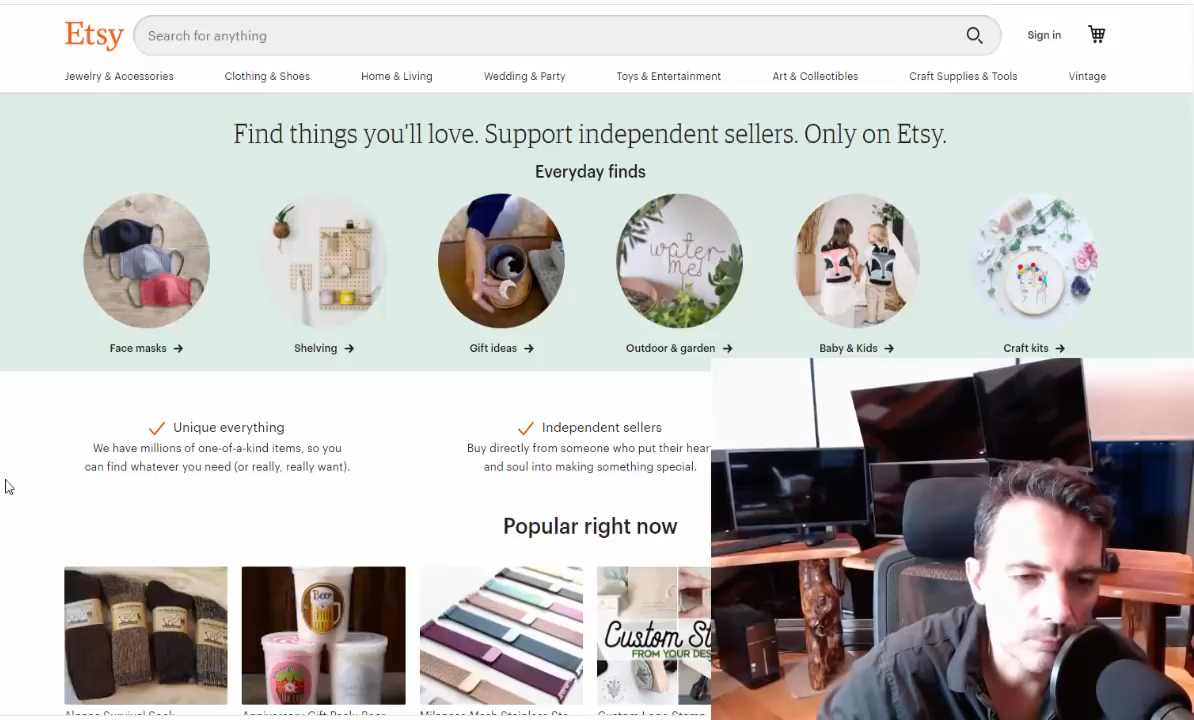 Etsy
Search for anything
Sign in
Jewelry & Accessories
Clothing & Shoes
Home & Living
Wedding & Party
Toys & Entertainment
Art & Collectibles
Craft Supplies & Tools
Vintage
Find things you'll love. Support independent sellers. Only on Etsy.
Everyday finds
water
me!
Face masks →
Shelving →
Gift ideas →
Outdoor & garden →
Baby & Kids →
Craft kits →
Unique everything
We have millions of one-of-a-kind items, so you
can find whatever you need (or really, really want).
Independent sellers
Buy directly from someone who put their hear
and soul into making something special.
Popular right now
Beer
Custom St
FROM YOUR DES